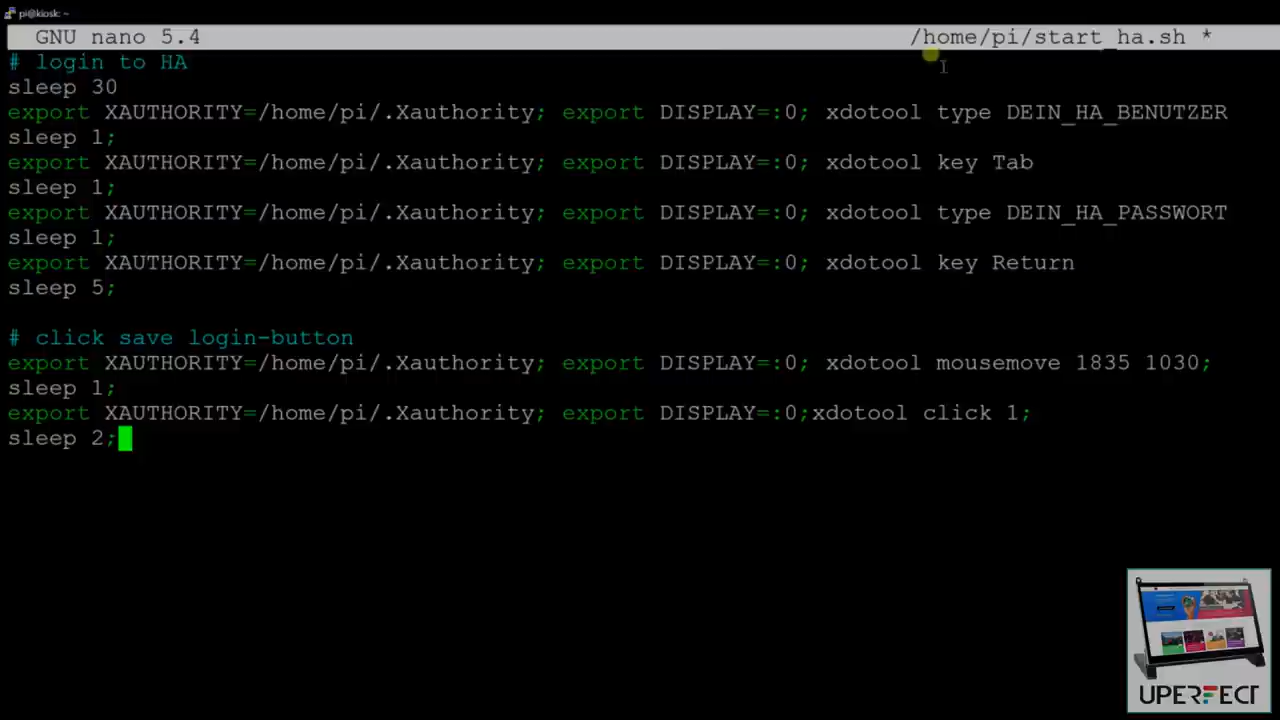 pi@kiosk: ~
GNU nano 5.4 /home/pi/start_ha.sh *
# login to HA
sleep 30
export XAUTHORITY=/home/pi/.Xauthority; export DISPLAY=:0; xdotool type DEIN_HA_BENUTZER
sleep 1;
export XAUTHORITY=/home/pi/.Xauthority; export DISPLAY=:0; xdotool key Tab
sleep 1;
export XAUTHORITY=/home/pi/.Xauthority; export DISPLAY=:0; xdotool type DEIN_HA_PASSWORT
sleep 1;
export XAUTHORITY=/home/pi/.Xauthority; export DISPLAY=:0; xdotool key Return
sleep 5;
# click save login-button
export XAUTHORITY=/home/pi/.Xauthority; export DISPLAY=:0; xdotool mousemove 1835 1030;
sleep 1;
export XAUTHORITY=/home/pi/.Xauthority; export DISPLAY=:0;xdotool click 1;
sleep 2;
UPERFECT